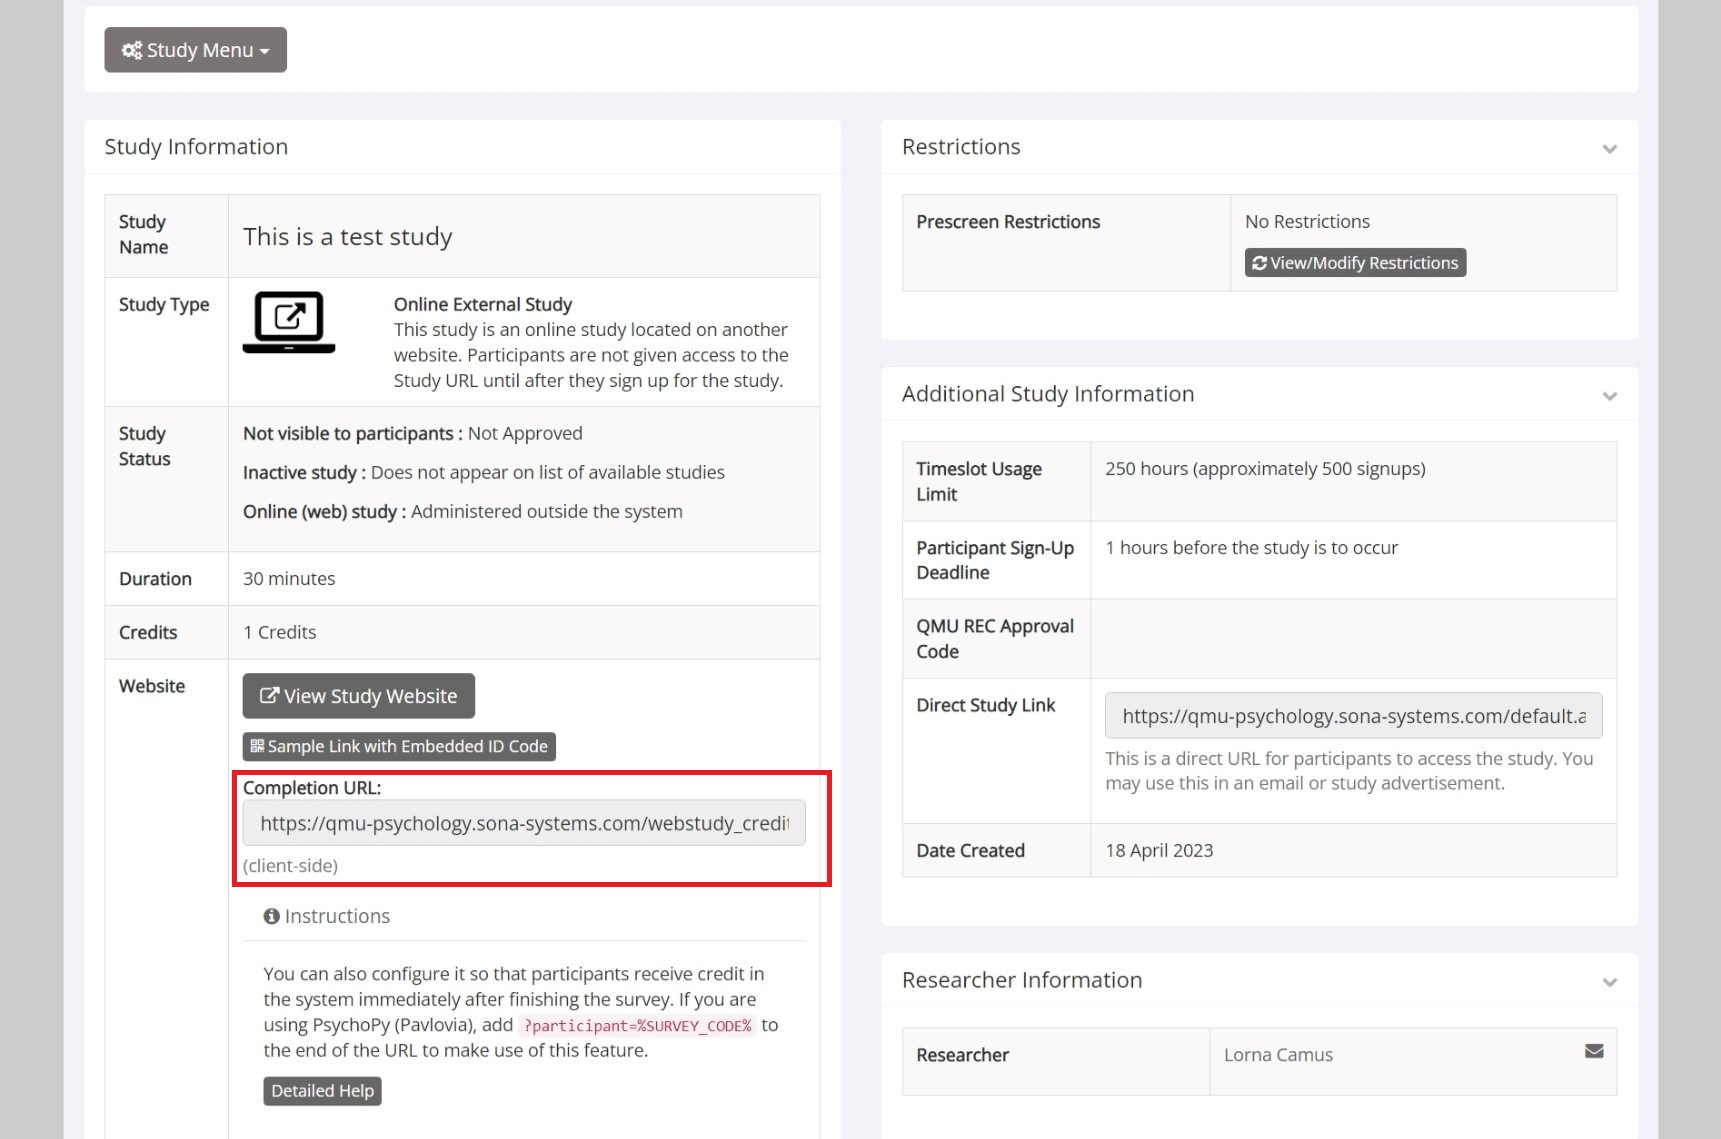 Study Menu
Study Information
Study
Name
This is a test study
Study Type
Online External Study
This study is an online study located on another
website. Participants are not given access to the
Study URL until after they sign up for the study.
Study
Status
Not visible to participants : Not Approved
Inactive study : Does not appear on list of available studies
Online (web) study : Administered outside the system
Duration
30 minutes
Credits
1 Credits
Website
View Study Website
Sample Link with Embedded ID Code
Completion URL:
https://qmu-psychology.sona-systems.com/webstudy_credit
(client-side)
Instructions
You can also configure it so that participants receive credit in
the system immediately after finishing the survey. If you are
using PsychoPy (Pavlovia), add ?participant=%SURVEY_CODE% to
the end of the URL to make use of this feature.
Detailed Help
Restrictions
Prescreen Restrictions
No Restrictions
View/Modify Restrictions
Additional Study Information
Timeslot Usage
Limit
250 hours (approximately 500 signups)
Participant Sign-Up
Deadline
1 hours before the study is to occur
QMU REC Approval
Code
Direct Study Link
https://qmu-psychology.sona-systems.com/default.a
This is a direct URL for participants to access the study. You
may use this in an email or study advertisement.
Date Created
18 April 2023
Researcher Information
Researcher
Lorna Camus